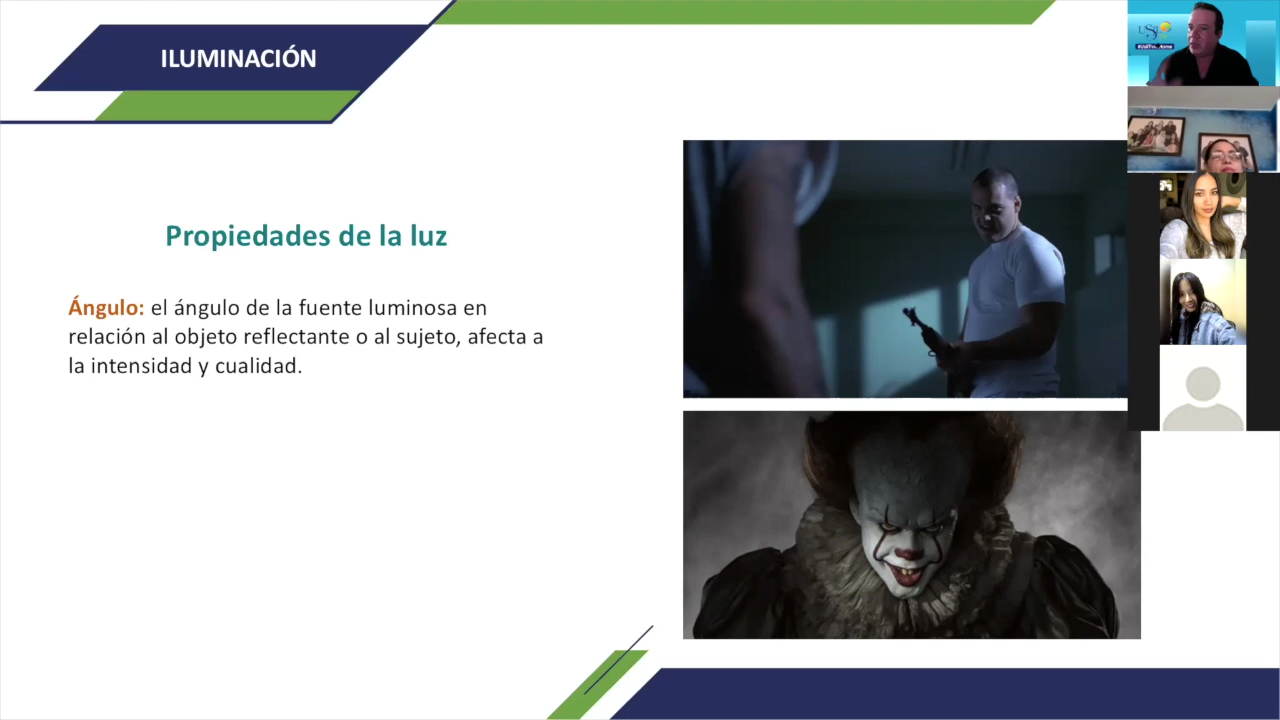 ILUMINACIÓN
Propiedades de la luz
Ángulo: el ángulo de la fuente luminosa en
relación al objeto reflectante o al sujeto, afecta a
la intensidad y cualidad.